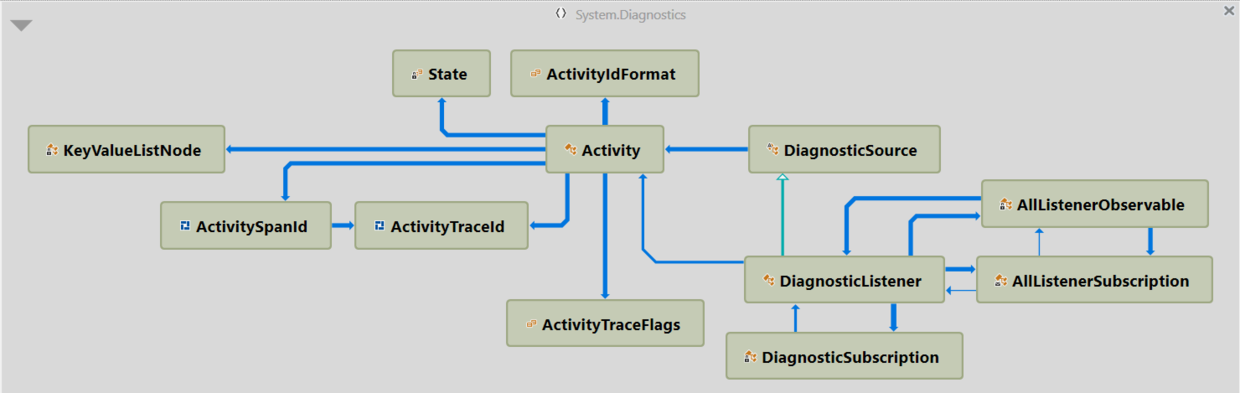 System.Diagnostics
State
ActivityIdFormat
KeyValueListNode
Activity
DiagnosticSource
ActivitySpanId
ActivityTraceId
AllListenerObservable
DiagnosticListener
AllListenerSubscription
ActivityTraceFlags
DiagnosticSubscription